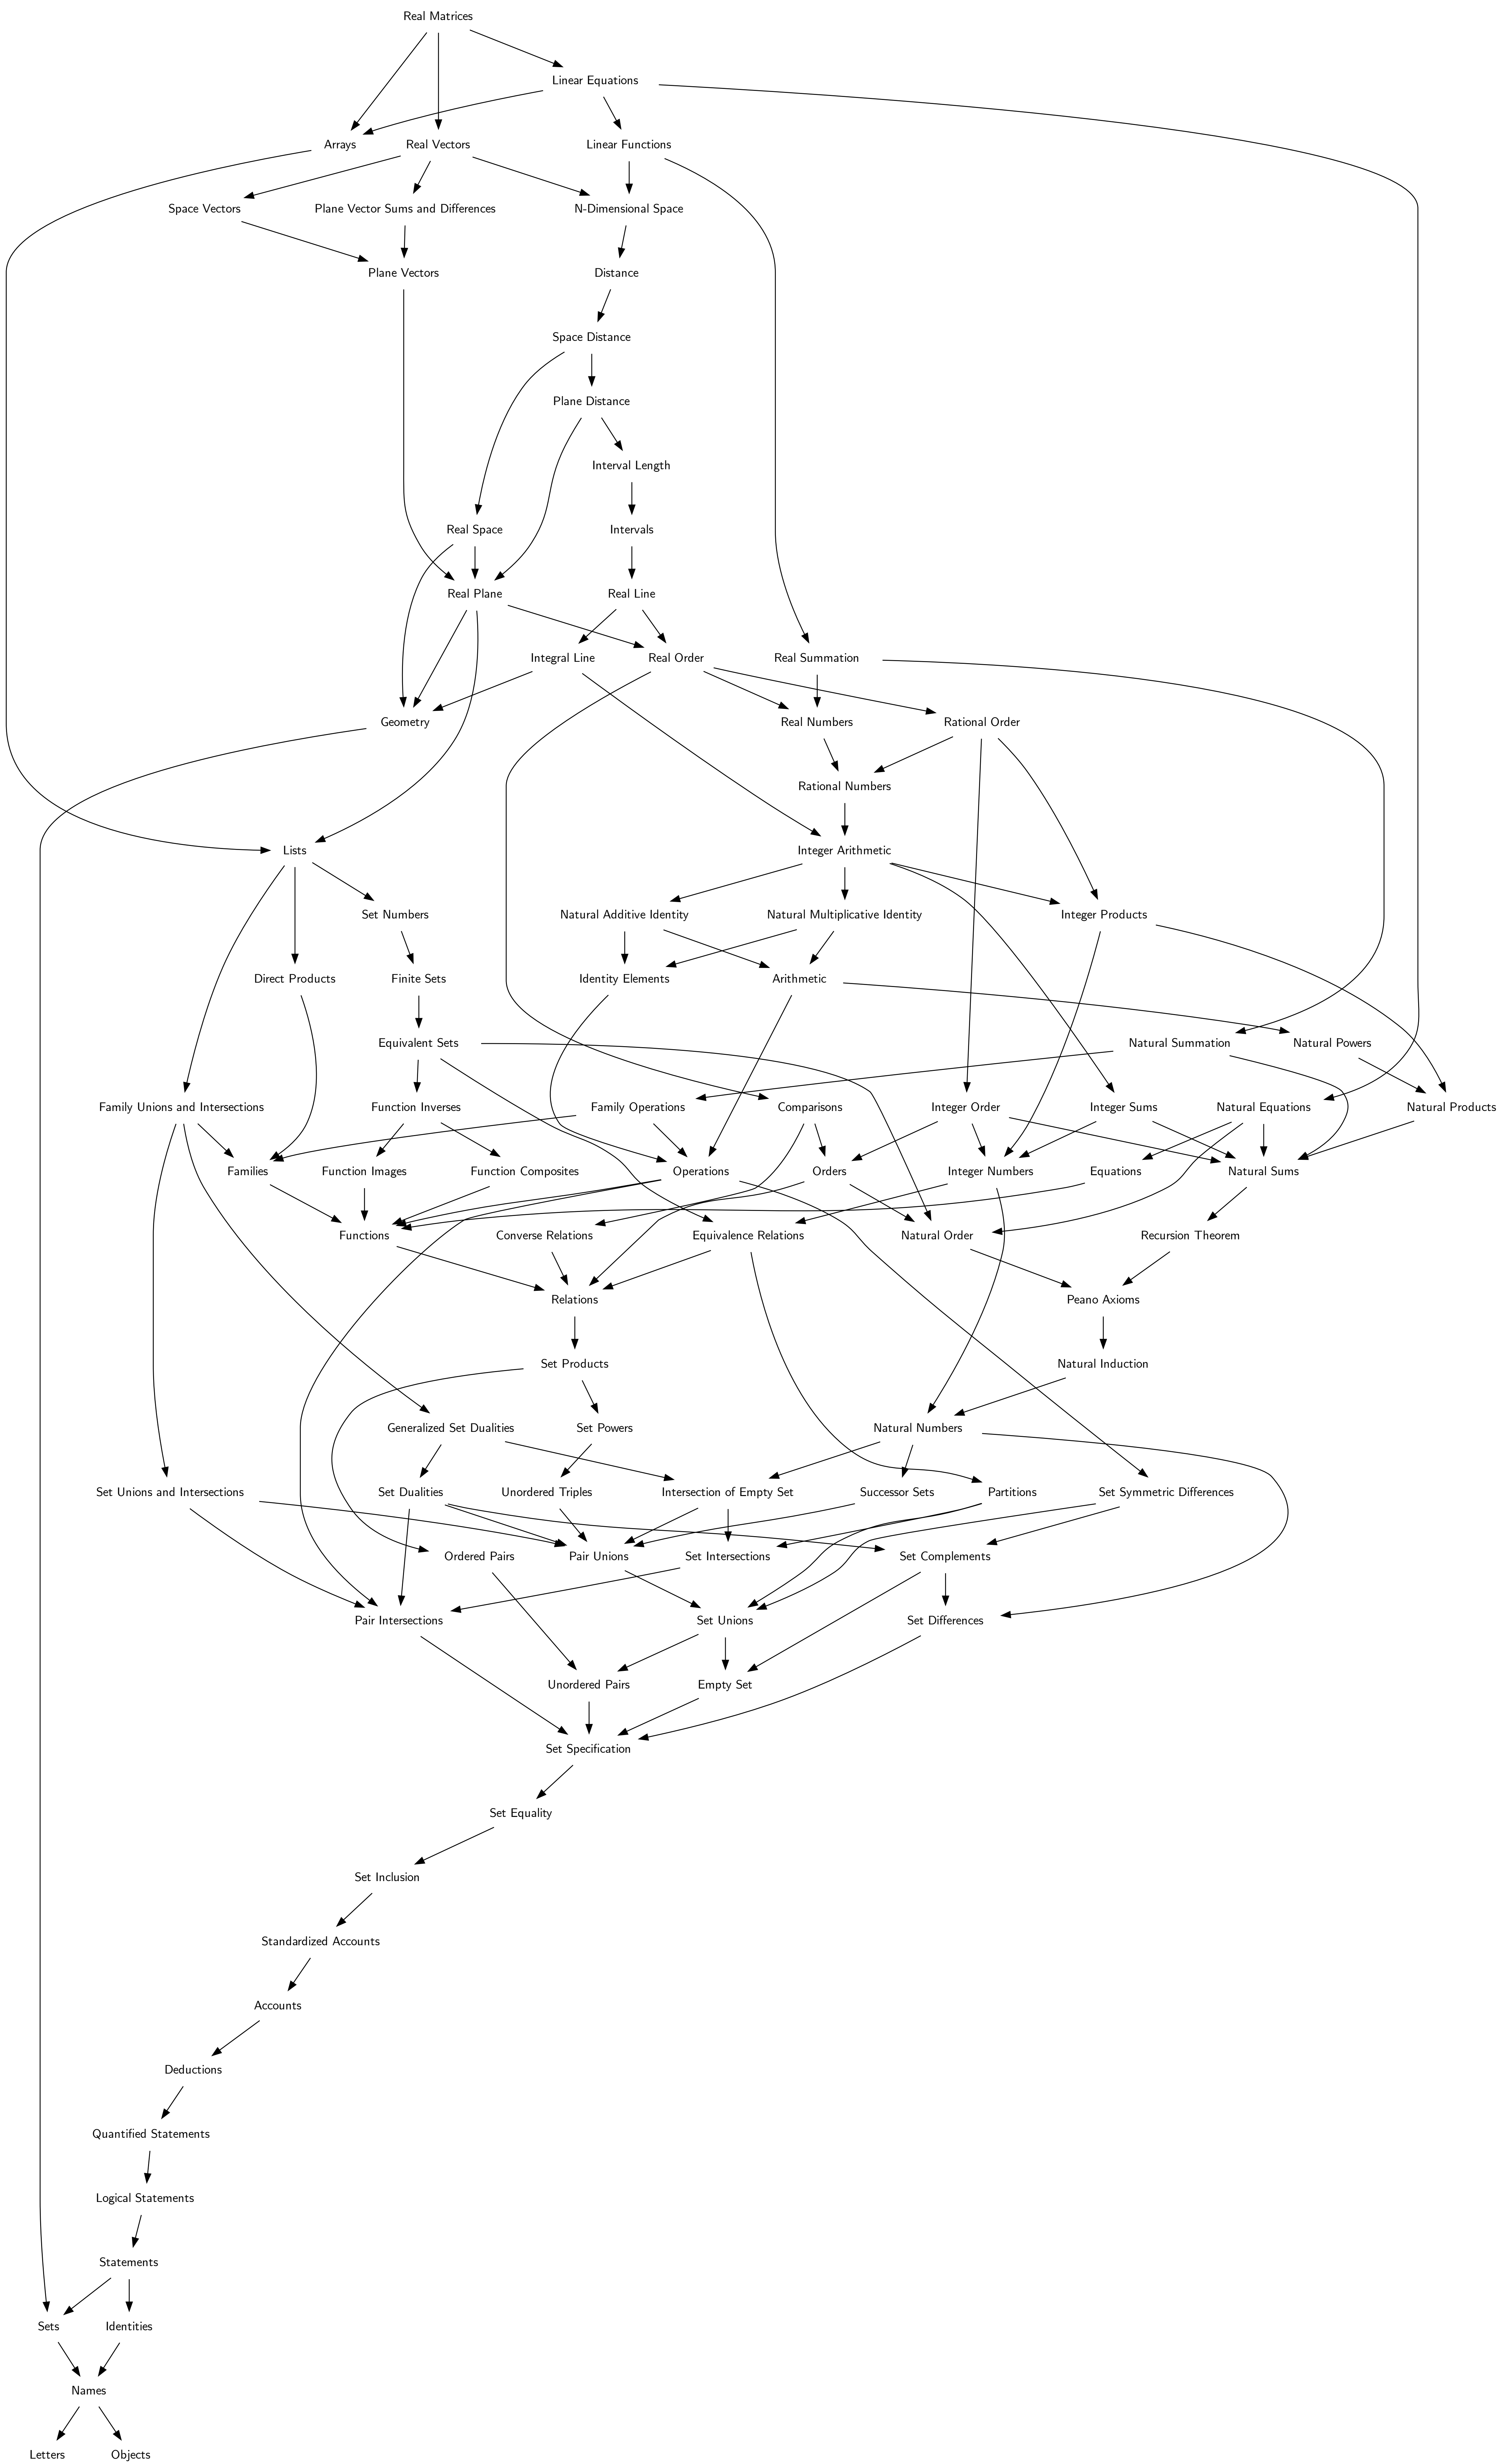 Real Matrices
Linear Equations
Arrays
Real Vectors
Linear Functions
Space Vectors
Plane Vector Sums and Differences
N-Dimensional Space
Plane Vectors
Distance
Space Distance
Plane Distance
Interval Length
Real Space
Intervals
Real Plane
Real Line
Integral Line
Real Order
Real Summation
Geometry
Real Numbers
Rational Order
Rational Numbers
Lists
Integer Arithmetic
Set Numbers
Natural Additive Identity
Natural Multiplicative Identity
Integer Products
Direct Products
Finite Sets
Identity Elements
Arithmetic
Equivalent Sets
Natural Summation
Natural Powers
Family Unions and Intersections
Function Inverses
Family Operations
Comparisons
Integer Order
Integer Sums
Natural Equations
Natural Products
Families
Function Images
Function Composites
Operations
Orders
Integer Numbers
Equations
Natural Sums
Functions
Converse Relations
Equivalence Relations
Natural Order
Recursion Theorem
Relations
Peano Axioms
Set Products
Natural Induction
Generalized Set Dualities
Set Powers
Natural Numbers
Set Unions and Intersections
Set Dualities
Unordered Triples
Intersection of Empty Set
Successor Sets
Partitions
Set Symmetric Differences
Ordered Pairs
Pair Unions
Set Intersections
Set Complements
Pair Intersections
Set Unions
Set Differences
Unordered Pairs
Empty Set
Set Specification
Set Equality
Set Inclusion
Standardized Accounts
Accounts
Deductions
Quantified Statements
Logical Statements
Statements
Sets
Identities
Names
Letters
Objects